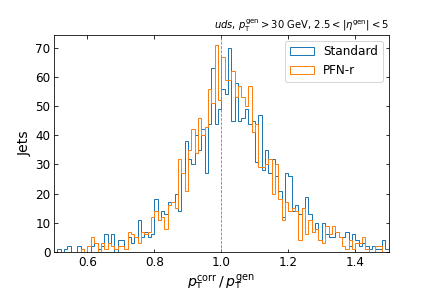 uds, p_T^gen > 30 GeV, 2.5 < |η^gen| < 5
Standard
PFN-r
70
60
50
40
30
20
10
0
Jets
0.6 0.8 1.0 1.2 1.4
p_T^corr / p_T^gen